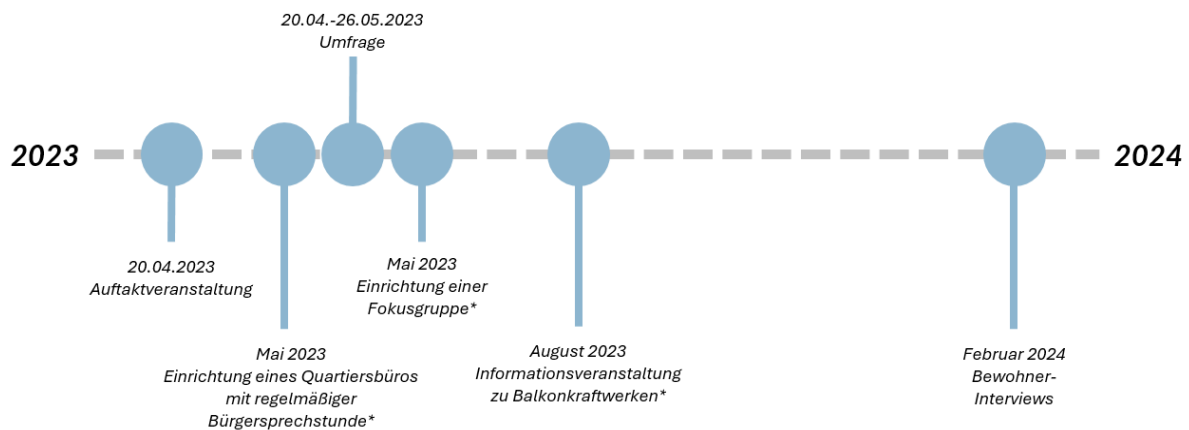 20.04.-26.05.2023
Umfrage
2023
2024
20.04.2023
Auftaktveranstaltung
Mai 2023
Einrichtung einer
Fokusgruppe*
Mai 2023
Einrichtung eines Quartiersbüros
mit regelmäßiger
Bürgersprechstunde*
August 2023
Informationsveranstaltung
zu Balkonkraftwerken*
Februar 2024
Bewohner-
Interviews